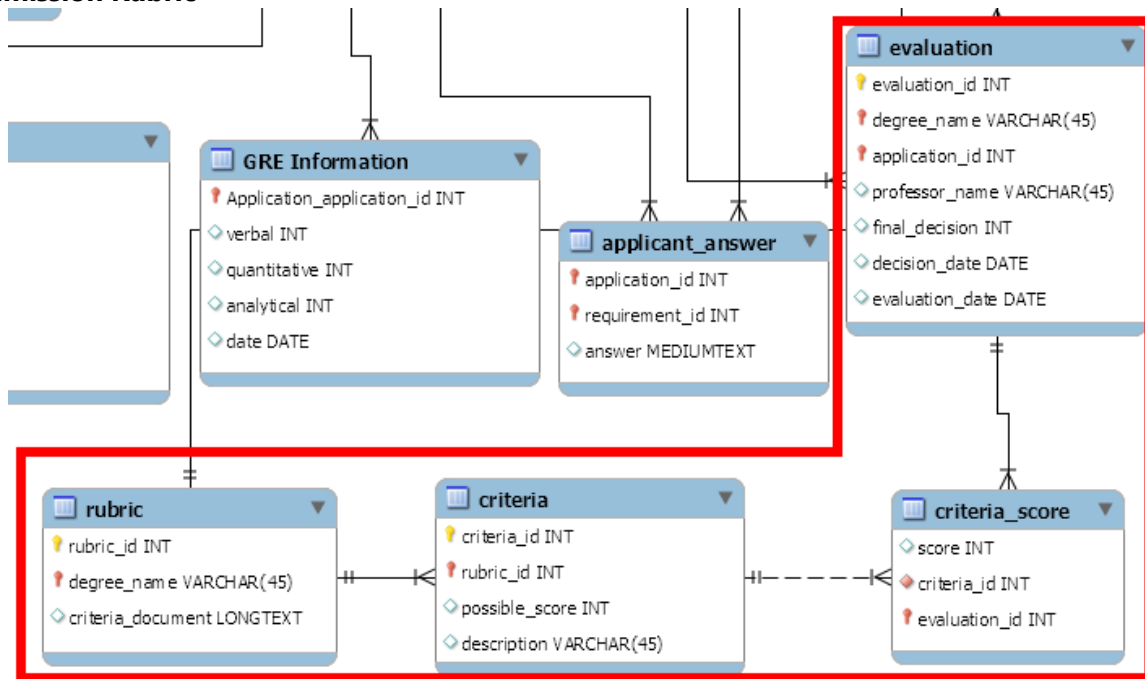 evaluation
evaluation_id INT
degree_name VARCHAR(45)
application_id INT
professor_name VARCHAR(45)
final_decision INT
decision_date DATE
evaluation_date DATE
GRE Information
Application_application_id INT
verbal INT
quantitative INT
analytical INT
date DATE
applicant_answer
application_id INT
requirement_id INT
answer MEDIUMTEXT
rubric
rubric_id INT
degree_name VARCHAR(45)
criteria_document LONGTEXT
criteria
criteria_id INT
rubric_id INT
possible_score INT
description VARCHAR(45)
criteria_score
score INT
criteria_id INT
evaluation_id INT